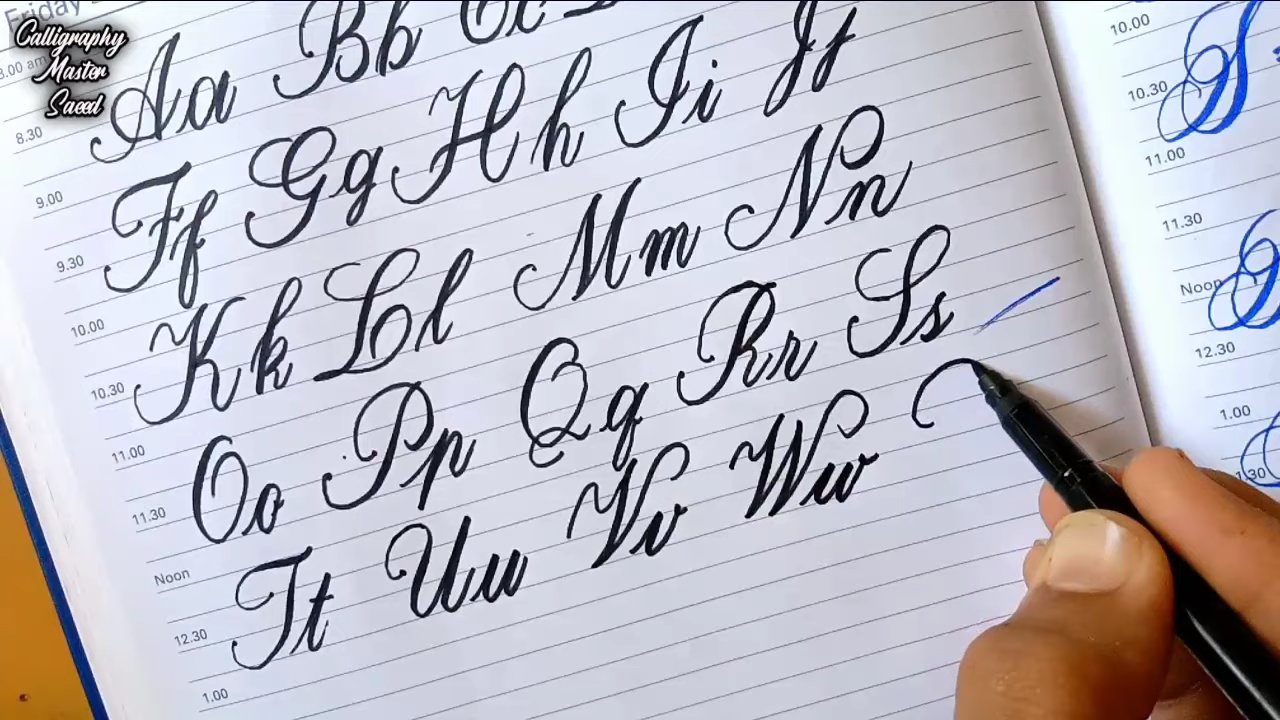 Friday
Calligraphy
Master
Saeed
8.00 am
8.30
9.00
9.30
10.00
10.30
11.00
11.30
Noon
12.30
1.00
Aa Bb Cc
Ff Gg Hh Ii Jj
Kk Ll Mm Nn
Oo Pp Qq Rr Ss
Tt Uu Vv Ww
10.00
10.30
11.00
11.30
Noon
12.30
1.00
1.30